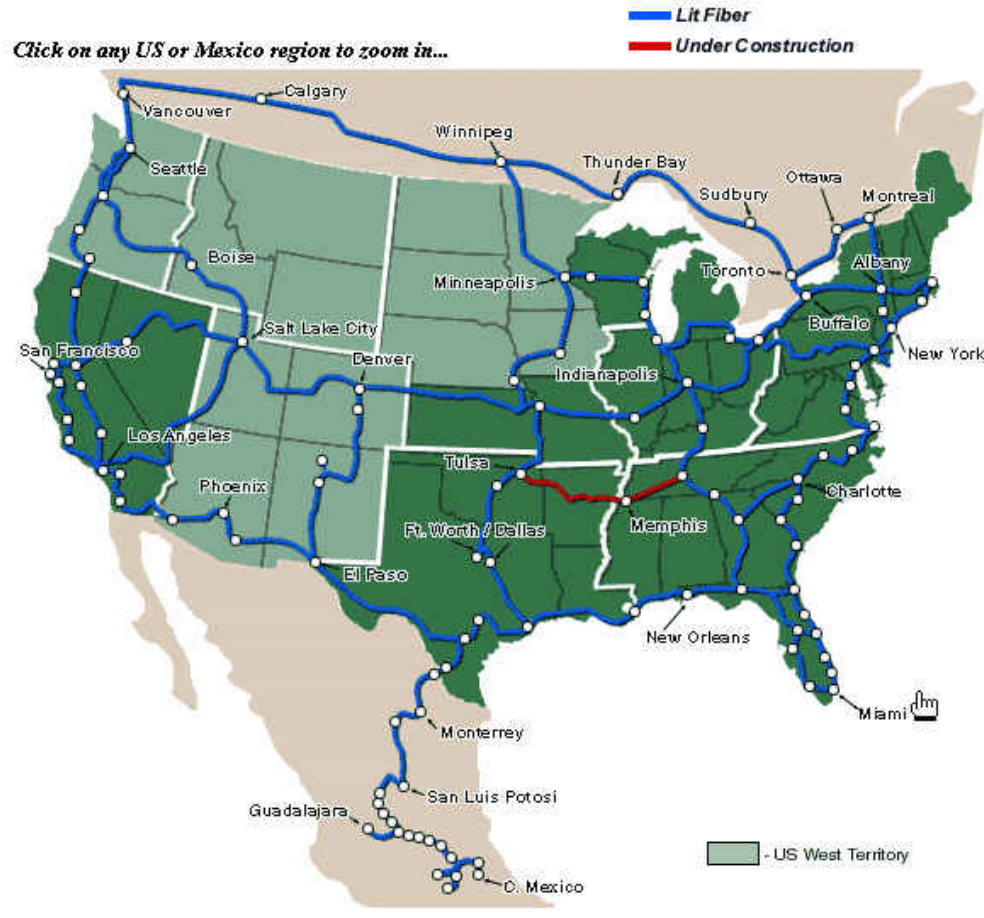 Lit Fiber
Click on any US or Mexico region to zoom in...
Under Construction
Calgary
Vancouver
Winnipeg
Thunder Bay
Seattle
Ottawa
Sudbury
Montreal
Boise
Albany
Toronto
Minneapolis
Salt Lake City
Buffalo
San Francisco
Denver
New York
Indianapolis
Los Angeles
Tulsa
Phoenix
Charlotte
Memphis
Ft. Worth / Dallas
El Paso
New Orleans
Miami
Monterrey
San Luis Potosi
Guadalajara
- US West Territory
C. Mexico